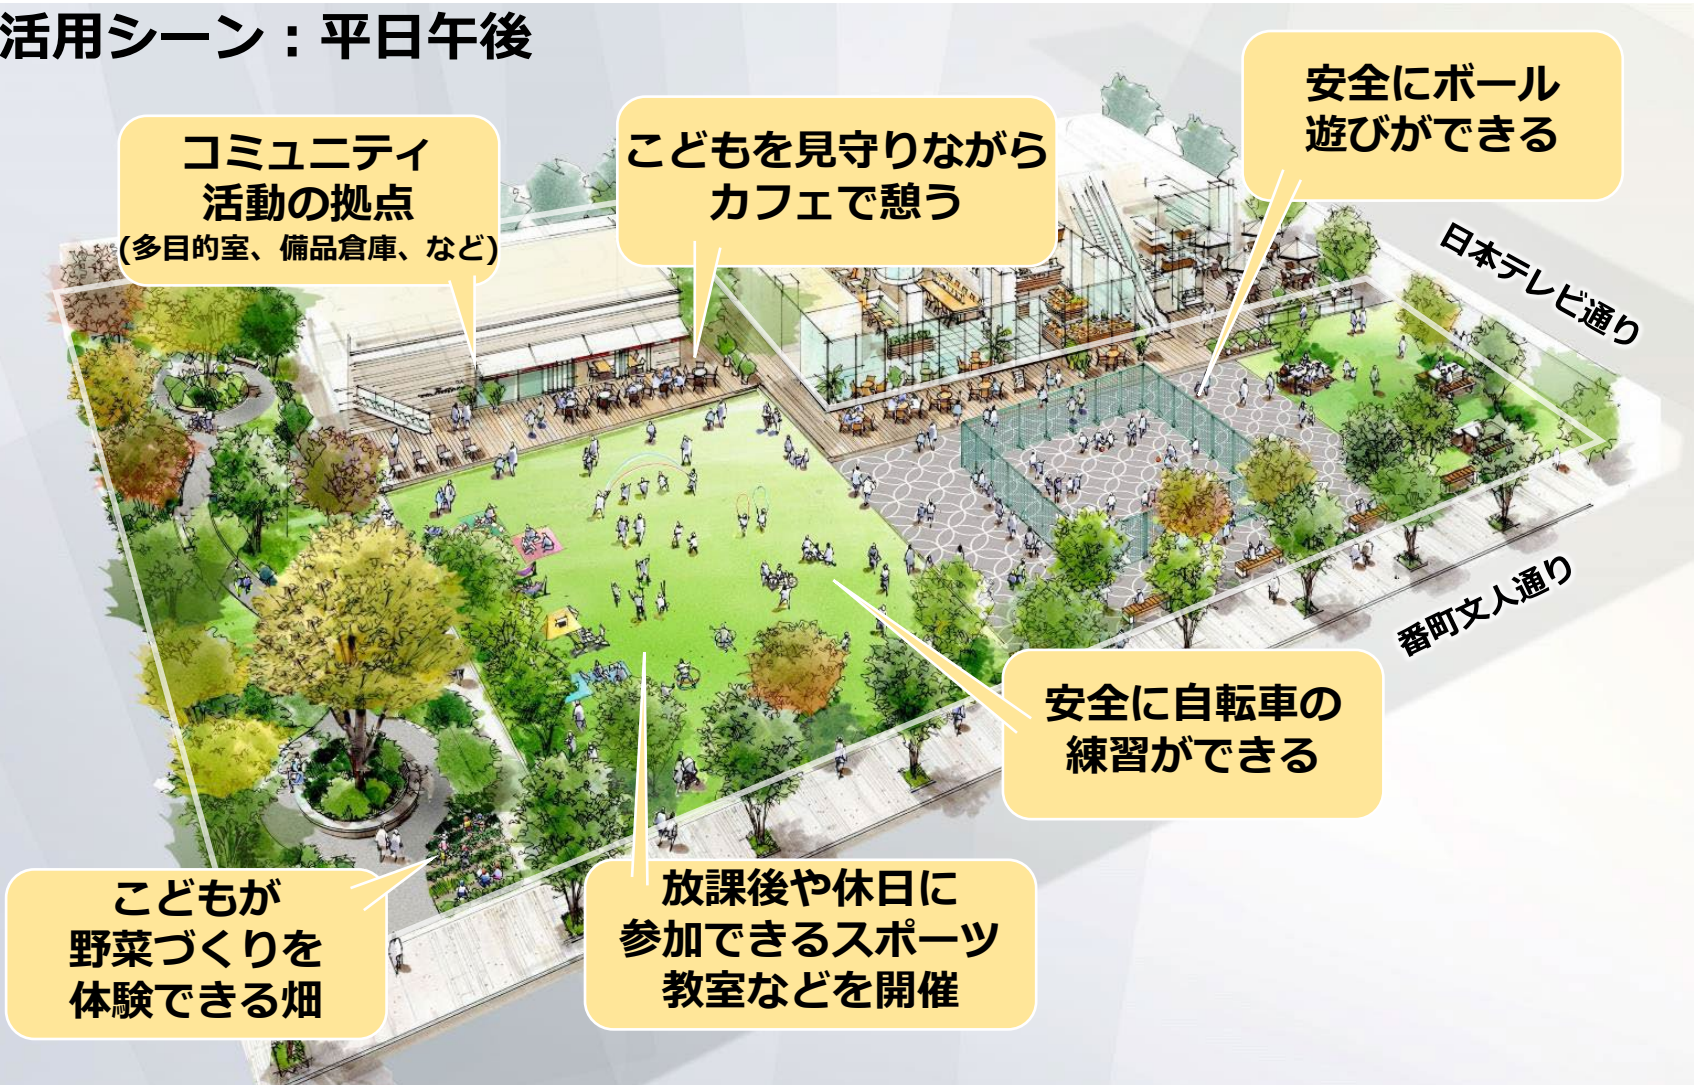 活用シーン：平日午後
コミュニティ
活動の拠点
(多目的室、備品倉庫、など)
こどもを見守りながら
カフェで憩う
安全にボール
遊びができる
日本テレビ通り
番町文人通り
安全に自転車の
練習ができる
こどもが
野菜づくりを
体験できる畑
放課後や休日に
参加できるスポーツ
教室などを開催